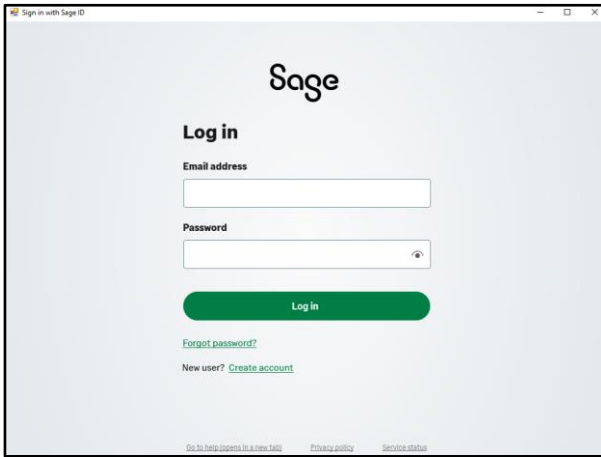 Sign in with Sage ID
Sage
Log in
Email address
Password
Log in
Forgot password?
New user? Create account
Go to help (opens in a new tab) Privacy policy Service status